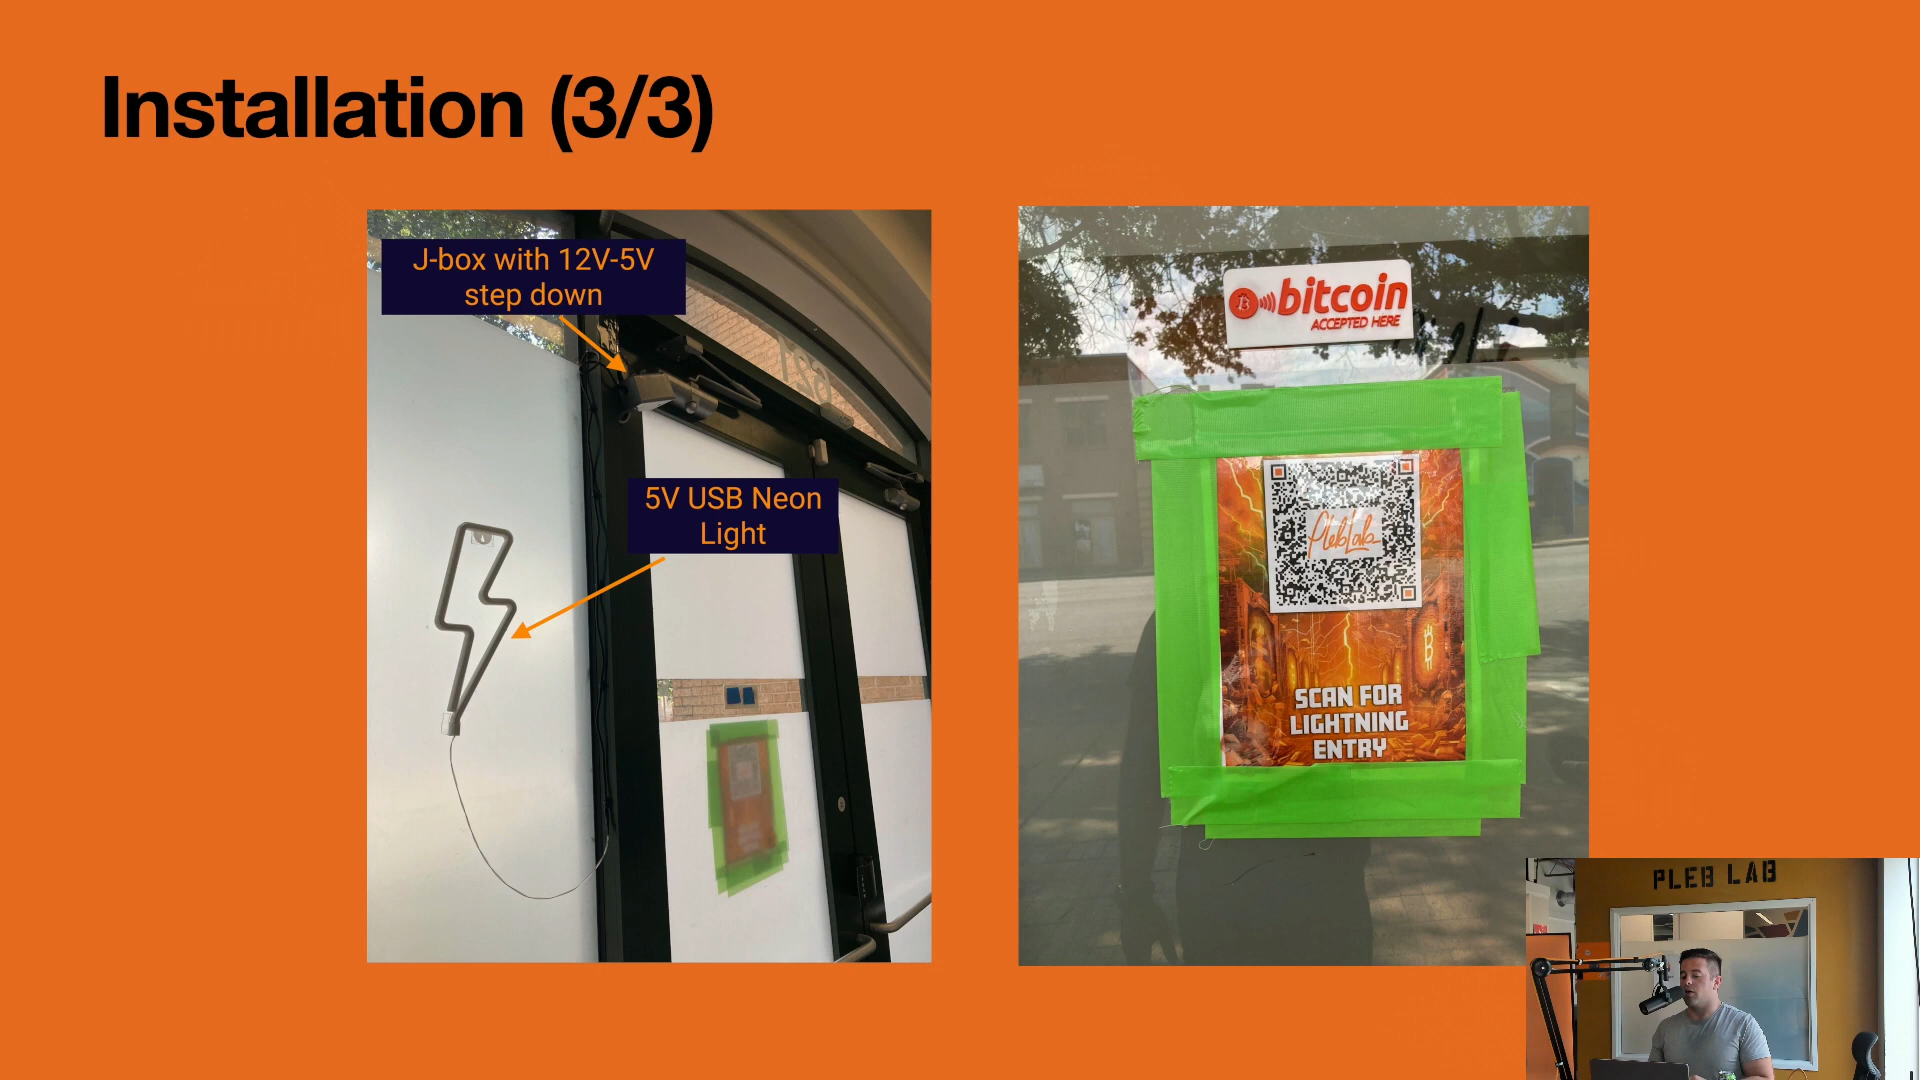 Installation (3/3)
J-box with 12V-5V
step down
5V USB Neon
Light
bitcoin
ACCEPTED HERE
PlebLab
SCAN FOR
LIGHTNING
ENTRY
PLEB LAB